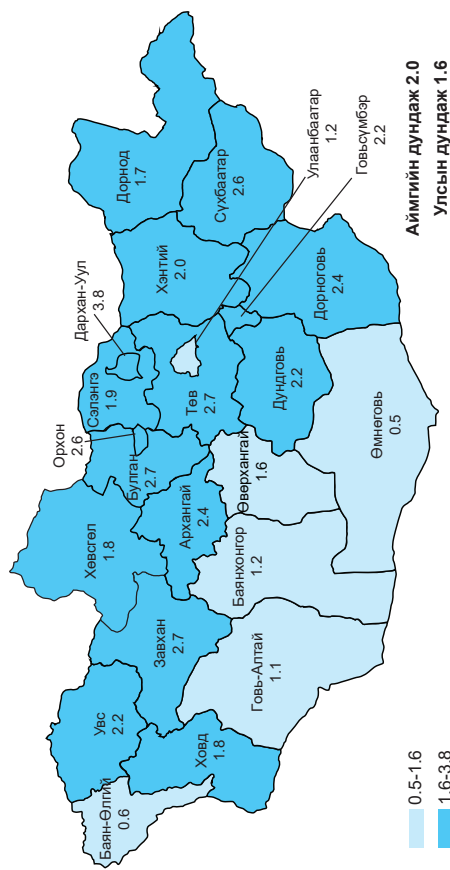 Дархан-Уул
3.8
Орхон
2.6
Сэлэнгэ
1.9
Хөвсгөл
1.8
Булган
2.7
Увс
2.2
Завхан
2.7
Архангай
2.4
Баян-Өлгий
0.6
Ховд
1.8
Говь-Алтай
1.1
Баянхонгор
1.2
Өвөрхангай
1.6
Төв
2.7
Хэнтий
2.0
Дорнод
1.7
Сүхбаатар
2.6
Дундговь
2.2
Дорноговь
2.4
Өмнөговь
0.5
Улаанбаатар
1.2
Говьсүмбэр
2.2
0.5-1.6
1.6-3.8
Аймгийн дундаж 2.0
Улсын дундаж 1.6